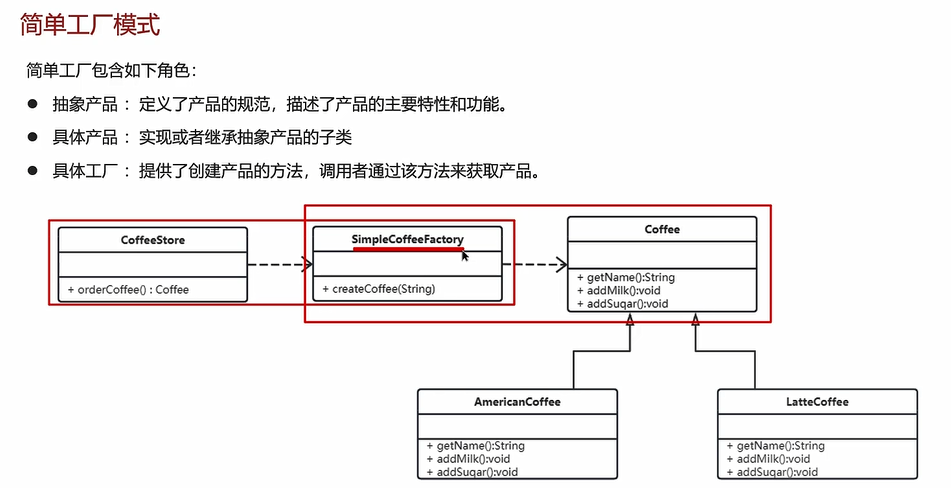 简单工厂模式
简单工厂包含如下角色：
● 抽象产品 ：定义了产品的规范，描述了产品的主要特性和功能。
● 具体产品 ：实现或者继承抽象产品的子类
● 具体工厂 ：提供了创建产品的方法，调用者通过该方法来获取产品。
CoffeeStore
+ orderCoffee() : Coffee
SimpleCoffeeFactory
+ createCoffee(String)
Coffee
+ getName():String
+ addMilk():void
+ addSuqar():void
AmericanCoffee
+ getName():String
+ addMilk():void
+ addSuqar():void
LatteCoffee
+ getName():String
+ addMilk():void
+ addSuqar():void